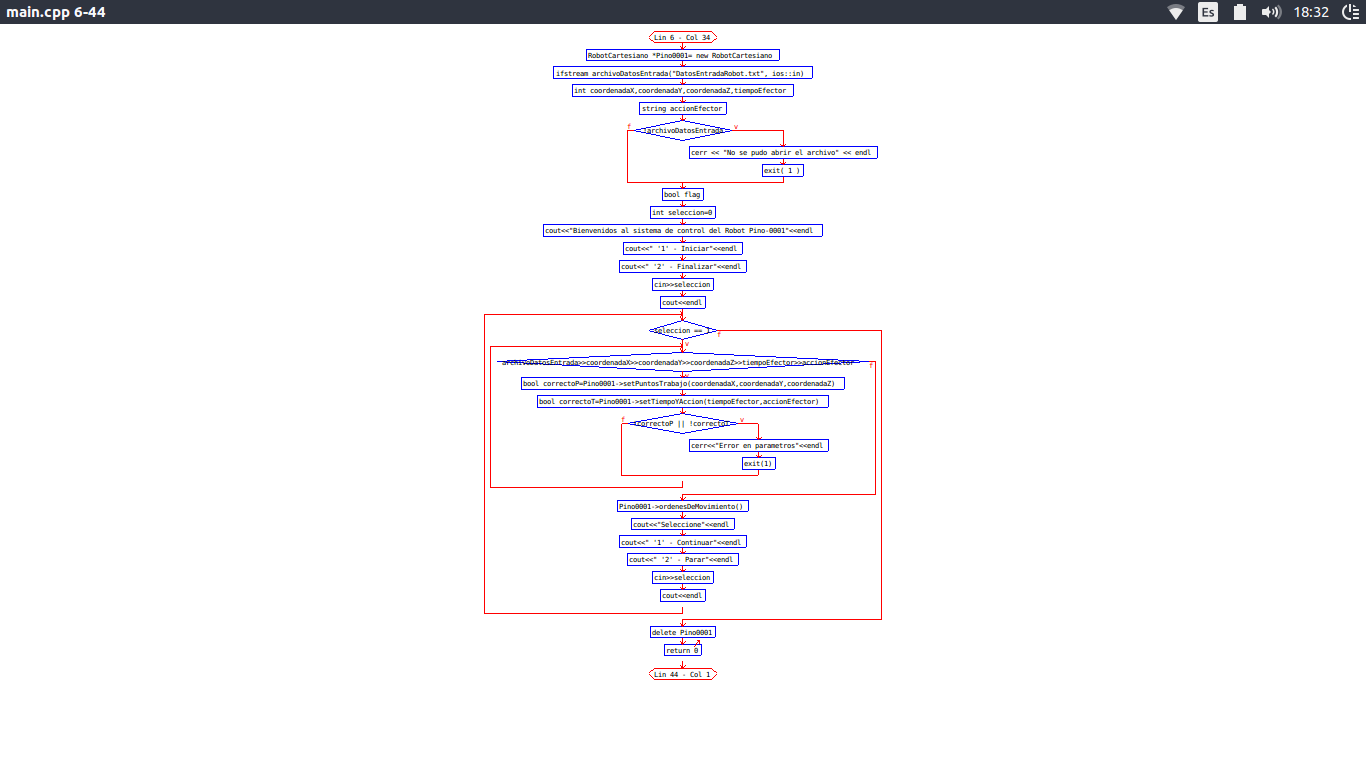 main.cpp 6-44
Es
18:32
Lin 6 - Col 34
RobotCartesiano *Pino0001= new RobotCartesiano
ifstream archivoDatosEntrada("DatosEntradaRobot.txt", ios::in)
int coordenadaX,coordenadaY,coordenadaZ,tiempoEfector
string accionEfector
f
!archivoDatosEntrada
v
cerr << "No se pudo abrir el archivo" << endl
exit( 1 )
bool flag
int seleccion=0
cout<<"Bienvenidos al sistema de control del Robot Pino-0001"<<endl
cout<<" '1' - Iniciar"<<endl
cout<<" '2' - Finalizar"<<endl
cin>>seleccion
cout<<endl
seleccion == 1
f
v
archivoDatosEntrada>>coordenadaX>>coordenadaY>>coordenadaZ>>tiempoEfector>>accionEfector
f
v
bool correctoP=Pino0001->setPuntosTrabajo(coordenadaX,coordenadaY,coordenadaZ)
bool correctoT=Pino0001->setTiempoYAccion(tiempoEfector,accionEfector)
f
!correctoP || !correctoT
v
cerr<<"Error en parametros"<<endl
exit(1)
Pino0001->ordenesDeMovimiento()
cout<<"Seleccione"<<endl
cout<<" '1' - Continuar"<<endl
cout<<" '2' - Parar"<<endl
cin>>seleccion
cout<<endl
delete Pino0001
return 0
Lin 44 - Col 1